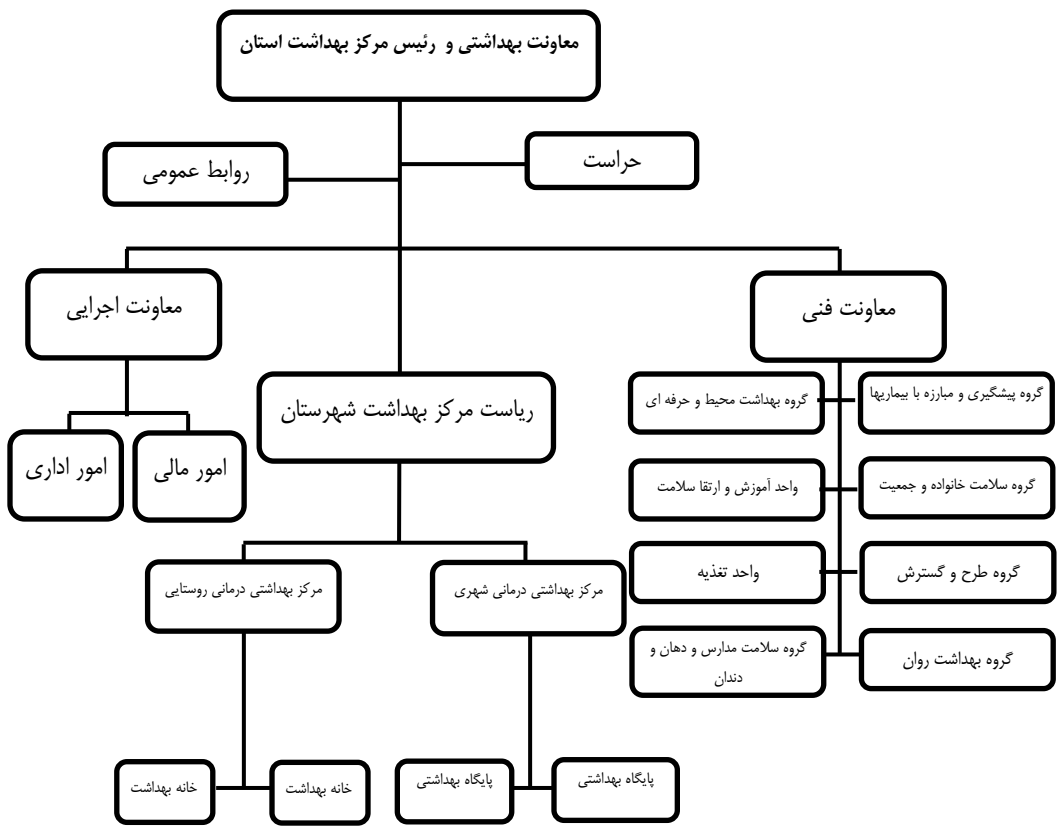 معاونت بهداشتی و رئیس مرکز بهداشت استان
حراست
روابط عمومی
معاونت فنی
معاونت اجرایی
ریاست مرکز بهداشت شهرستان
گروه پیشگیری و مبارزه با بیماریها
گروه بهداشت محیط و حرفه ای
امور مالی
امور اداری
گروه سلامت خانواده و جمعیت
واحد آموزش و ارتقا سلامت
گروه طرح و گسترش
واحد تغذیه
مرکز بهداشتی درمانی شهری
مرکز بهداشتی درمانی روستایی
گروه بهداشت روان
گروه سلامت مدارس و دهان و
دندان
پایگاه بهداشتی
پایگاه بهداشتی
خانه بهداشت
خانه بهداشت